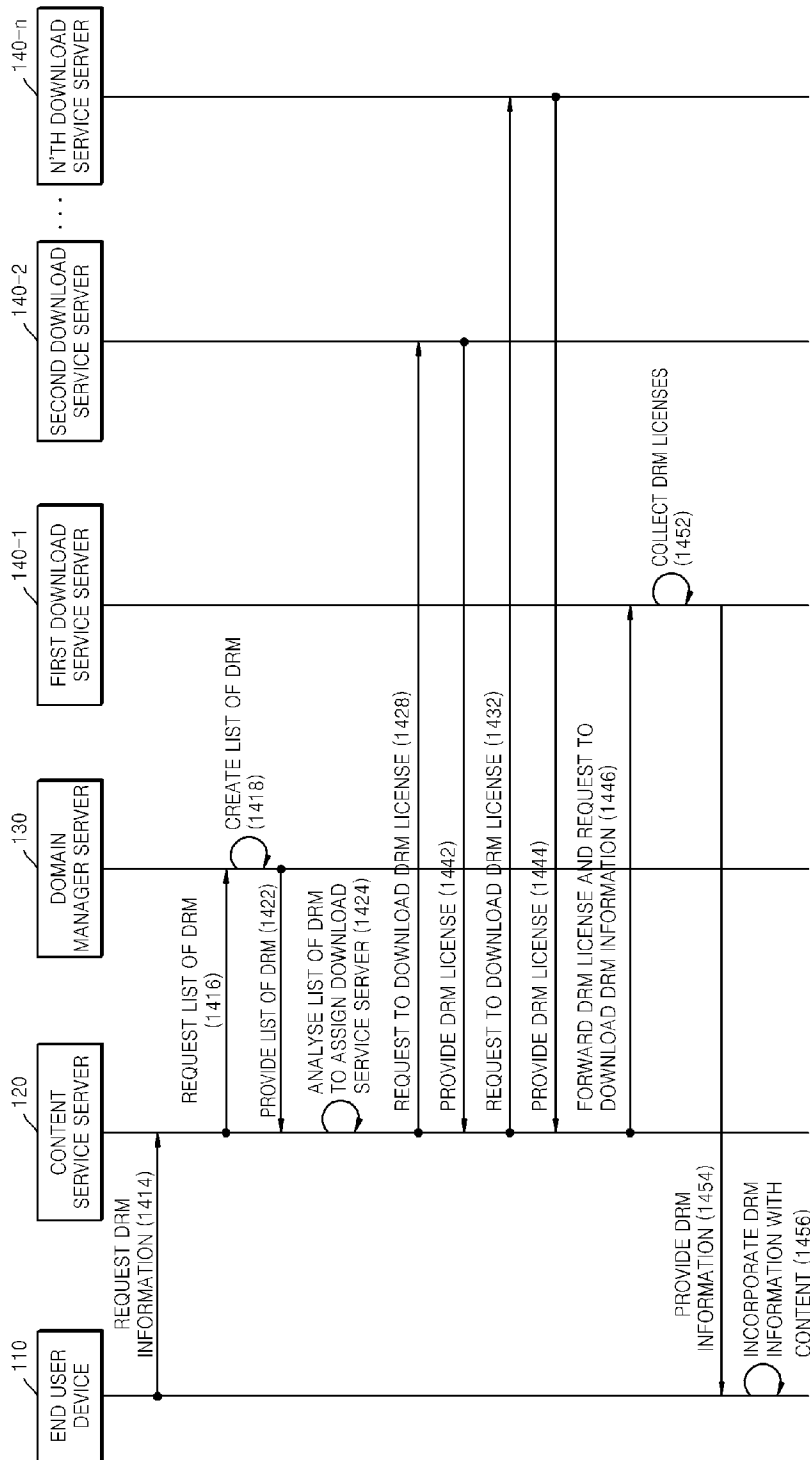 110
END USER
DEVICE
120
CONTENT
SERVICE SERVER
130
DOMAIN
MANAGER SERVER
140-1
FIRST DOWNLOAD
SERVICE SERVER
140-2
SECOND DOWNLOAD
SERVICE SERVER
...
140-n
N'TH DOWNLOAD
SERVICE SERVER
REQUEST DRM
INFORMATION (1414)
REQUEST LIST OF DRM
(1416)
CREATE LIST OF DRM
(1418)
PROVIDE LIST OF DRM (1422)
ANALYSE LIST OF DRM
TO ASSIGN DOWNLOAD
SERVICE SERVER (1424)
REQUEST TO DOWNLOAD DRM LICENSE (1428)
PROVIDE DRM LICENSE (1442)
REQUEST TO DOWNLOAD DRM LICENSE (1432)
PROVIDE DRM LICENSE (1444)
FORWARD DRM LICENSE AND REQUEST TO
DOWNLOAD DRM INFORMATION (1446)
COLLECT DRM LICENSES
(1452)
PROVIDE DRM
INFORMATION (1454)
INCORPORATE DRM
INFORMATION WITH
CONTENT (1456)